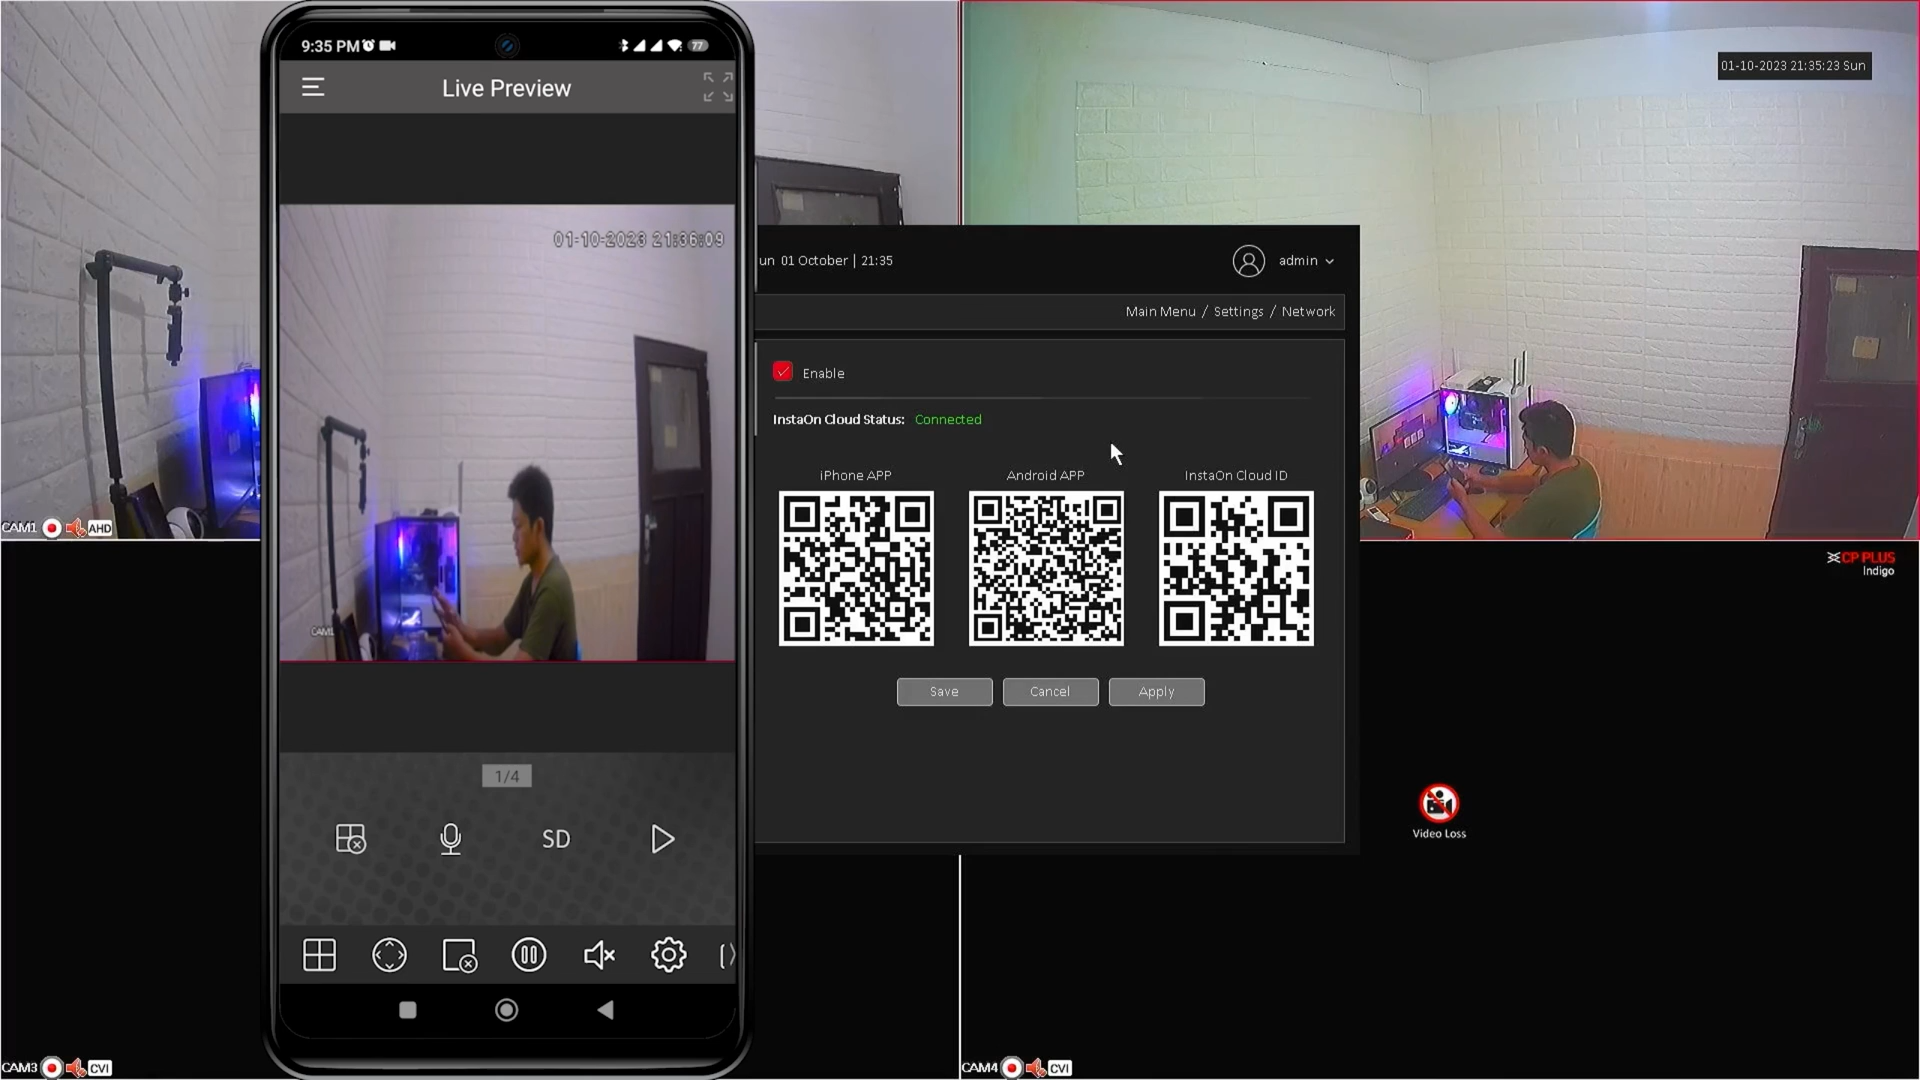 9:35 PM
77
Live Preview
01-10-2023 21:36:09
CAM1
1/4
SD
01-10-2023 21:35:23 Sun
un 01 October | 21:35
admin
Main Menu / Settings / Network
Enable
InstaOn Cloud Status: Connected
iPhone APP
Android APP
InstaOn Cloud ID
Save
Cancel
Apply
CAM1
AHD
CP PLUS
Indigo
Video Loss
CAM3
CVI
CAM4
CVI